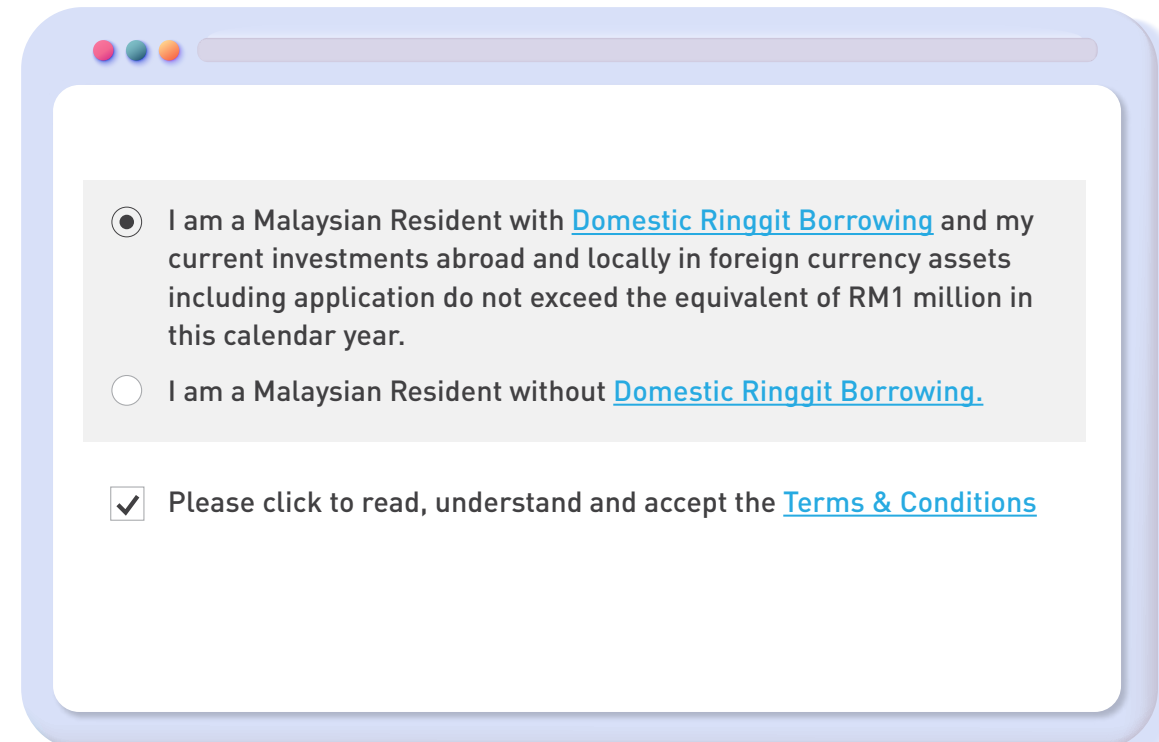 I am a Malaysian Resident with Domestic Ringgit Borrowing and my
current investments abroad and locally in foreign currency assets
including application do not exceed the equivalent of RM1 million in
this calendar year.
I am a Malaysian Resident without Domestic Ringgit Borrowing.
Please click to read, understand and accept the Terms & Conditions